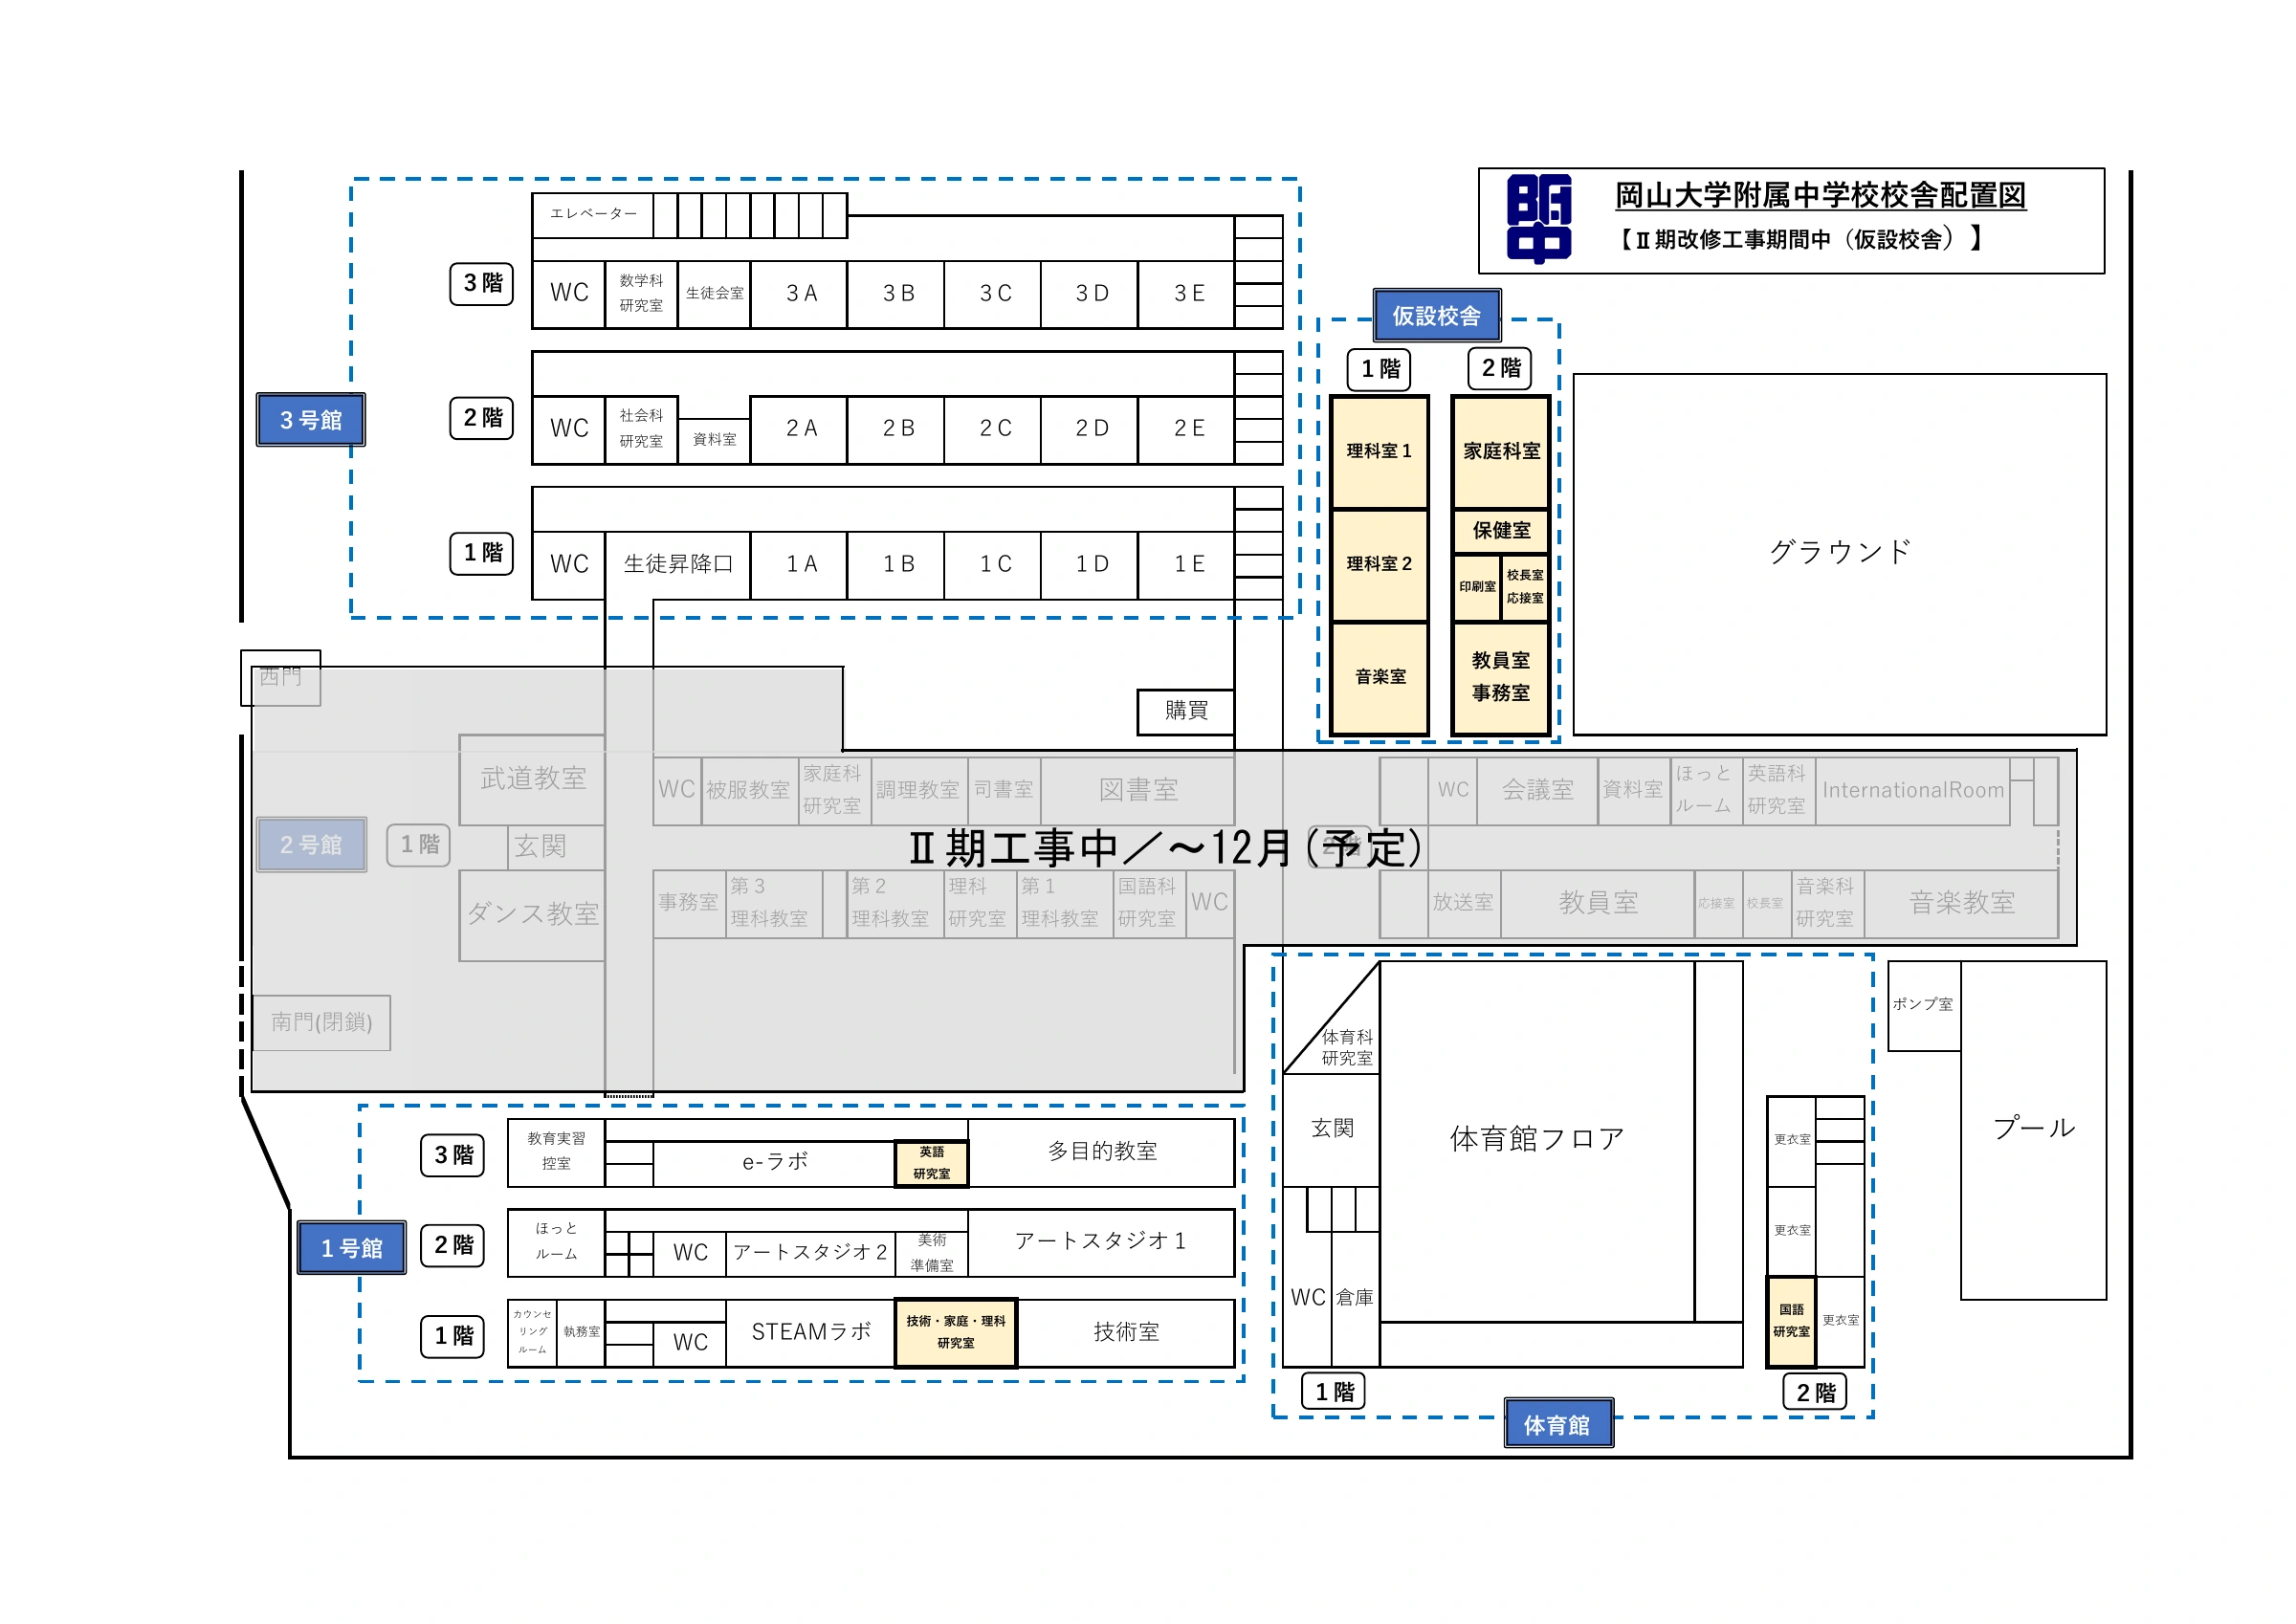 附中
岡山大学附属中学校校舎配置図
【Ⅱ期改修工事期間中（仮設校舎）】
3号館
3階
エレベーター
WC
数学科
研究室
生徒会室
3A
3B
3C
3D
3E
2階
WC
社会科
研究室
資料室
2A
2B
2C
2D
2E
1階
WC
生徒昇降口
1A
1B
1C
1D
1E
仮設校舎
1階
理科室1
理科室2
音楽室
2階
家庭科室
保健室
印刷室
校長室
応接室
教員室
事務室
グラウンド
西門
購買
2号館
1階
武道教室
玄関
ダンス教室
WC
被服教室
家庭科
研究室
調理教室
司書室
図書室
Ⅱ期工事中／～12月(予定)
事務室
第3
理科教室
第2
理科教室
理科
研究室
第1
理科教室
国語科
研究室
WC
2階
WC
会議室
資料室
ほっと
ルーム
英語科
研究室
InternationalRoom
放送室
教員室
応接室
校長室
音楽科
研究室
音楽教室
南門(閉鎖)
1号館
3階
教育実習
控室
e-ラボ
英語
研究室
多目的教室
2階
ほっと
ルーム
WC
アートスタジオ2
美術
準備室
アートスタジオ1
1階
カウンセ
リング
ルーム
執務室
WC
STEAMラボ
技術・家庭・理科
研究室
技術室
体育科
研究室
玄関
WC
倉庫
体育館フロア
1階
更衣室
更衣室
国語
研究室
更衣室
2階
体育館
ポンプ室
プール